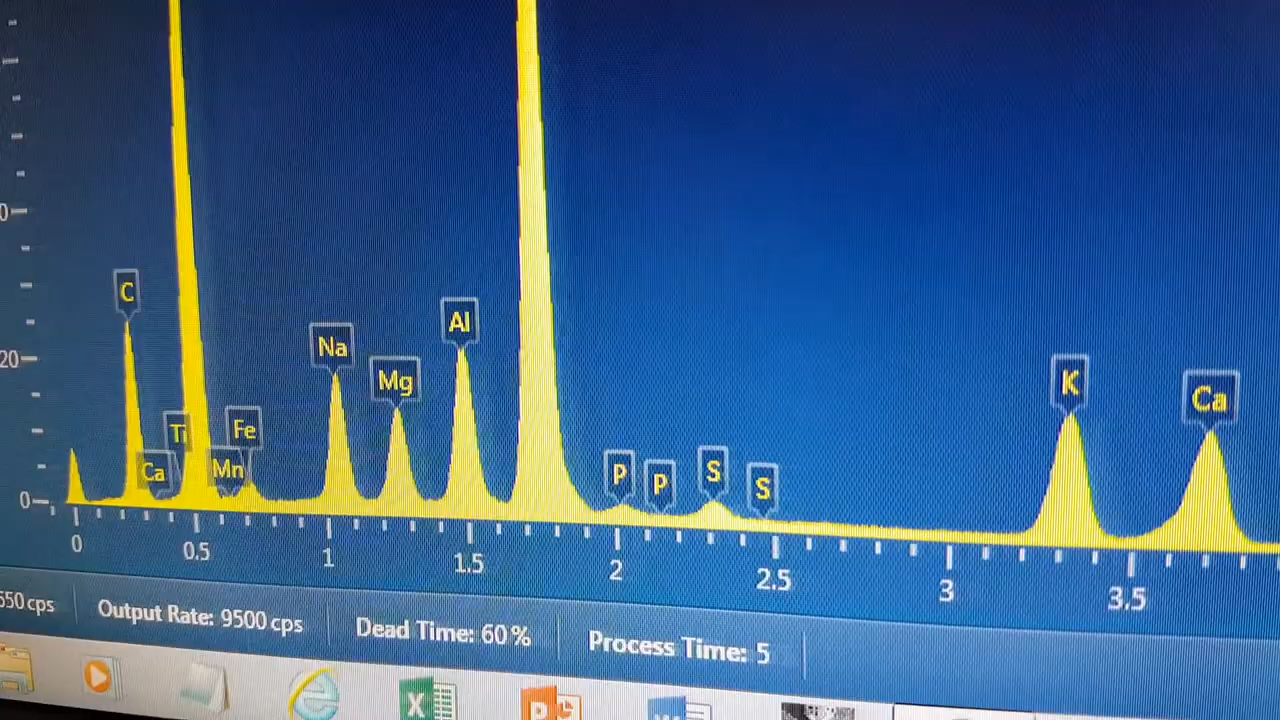 C
Al
Na
Mg
K
Ca
Ti
Fe
Ca
Mn
P
P
S
S
20
0
0 0.5 1 1.5 2 2.5 3 3.5
cps Output Rate: 9500 cps Dead Time: 60 % Process Time: 5